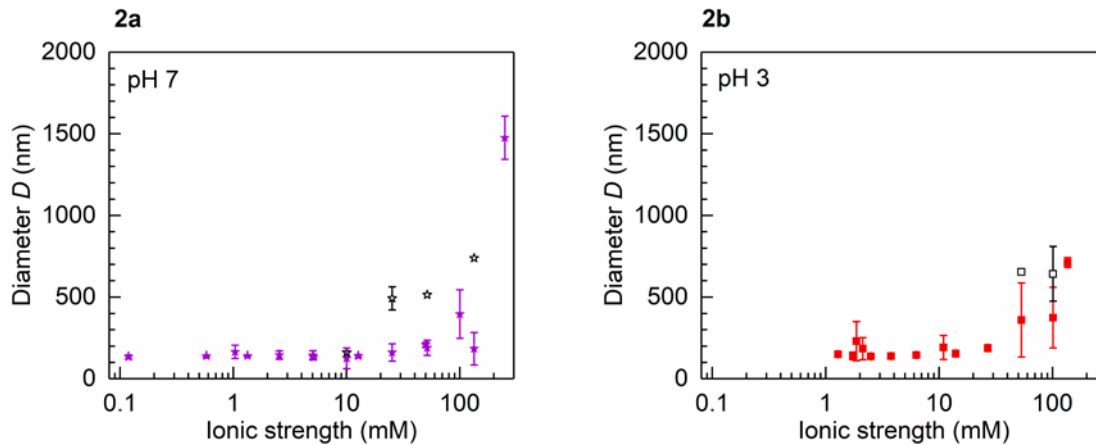 2a
2000
1500
1000
500
0
Diameter D (nm)
pH 7
0.1 1 10 100
Ionic strength (mM)
2b
2000
1500
1000
500
0
Diameter D (nm)
pH 3
0.1 1 10 100
Ionic strength (mM)